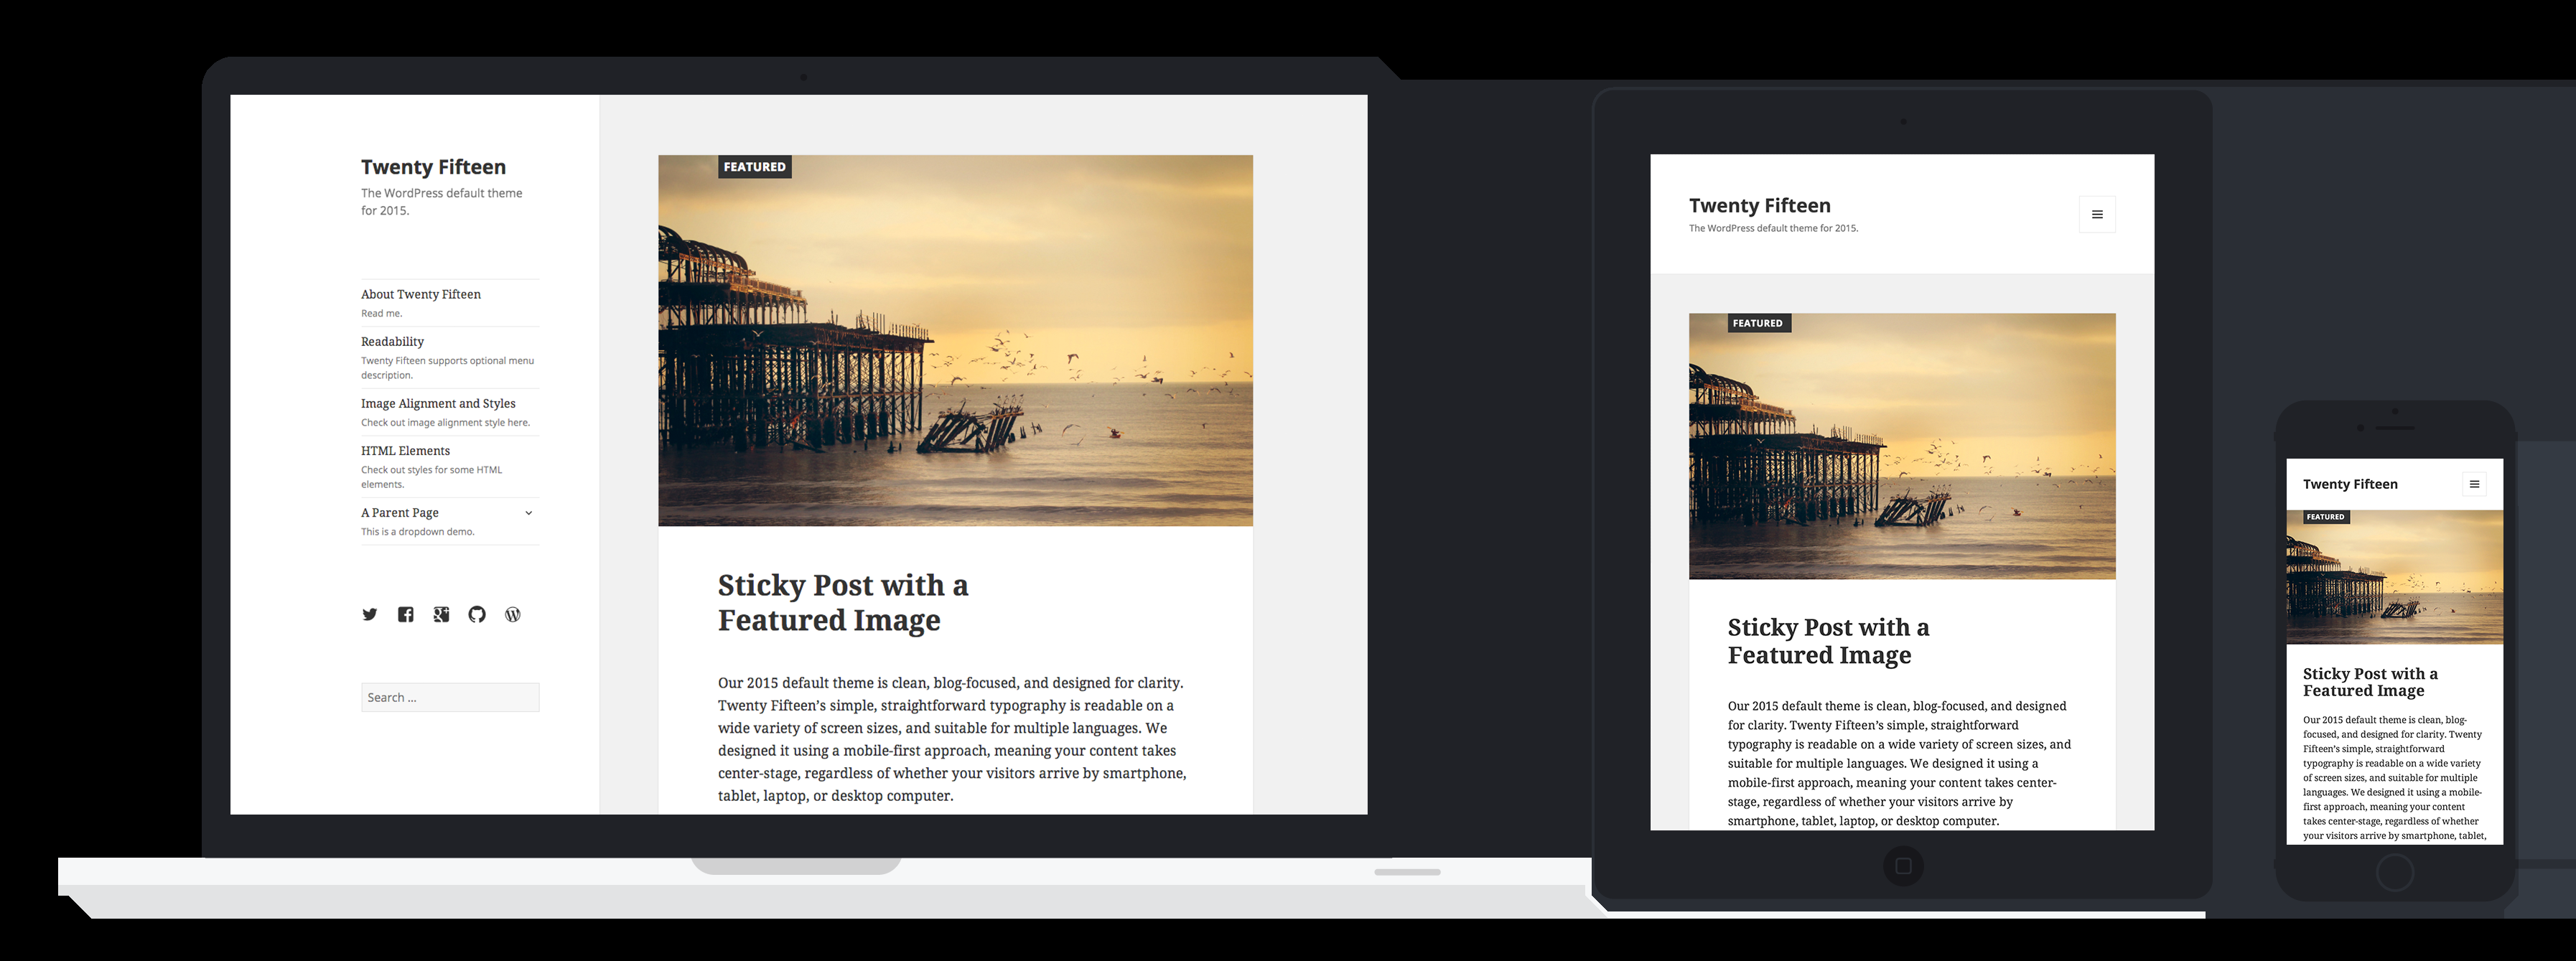 Twenty Fifteen
The WordPress default theme
for 2015.
About Twenty Fifteen
Read me.
Readability
Twenty Fifteen supports optional menu
description.
Image Alignment and Styles
Check out image alignment style here.
HTML Elements
Check out styles for some HTML
elements.
A Parent Page
This is a dropdown demo.
Search ...
FEATURED
Sticky Post with a
Featured Image
Our 2015 default theme is clean, blog-focused, and designed for clarity.
Twenty Fifteen’s simple, straightforward typography is readable on a
wide variety of screen sizes, and suitable for multiple languages. We
designed it using a mobile-first approach, meaning your content takes
center-stage, regardless of whether your visitors arrive by smartphone,
tablet, laptop, or desktop computer.
Twenty Fifteen
The WordPress default theme for 2015.
FEATURED
Sticky Post with a
Featured Image
Our 2015 default theme is clean, blog-focused, and designed
for clarity. Twenty Fifteen’s simple, straightforward
typography is readable on a wide variety of screen sizes, and
suitable for multiple languages. We designed it using a
mobile-first approach, meaning your content takes center-
stage, regardless of whether your visitors arrive by
smartphone, tablet, laptop, or desktop computer.
Twenty Fifteen
FEATURED
Sticky Post with a
Featured Image
Our 2015 default theme is clean, blog-
focused, and designed for clarity. Twenty
Fifteen’s simple, straightforward
typography is readable on a wide variety
of screen sizes, and suitable for multiple
languages. We designed it using a mobile-
first approach, meaning your content
takes center-stage, regardless of whether
your visitors arrive by smartphone, tablet,